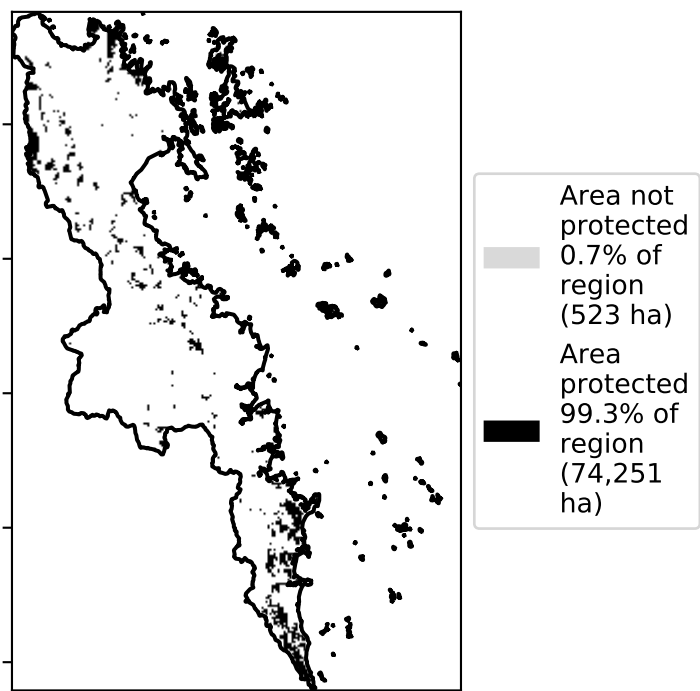 Area not
protected
0.7% of
region
(523 ha)
Area
protected
99.3% of
region
(74,251
ha)